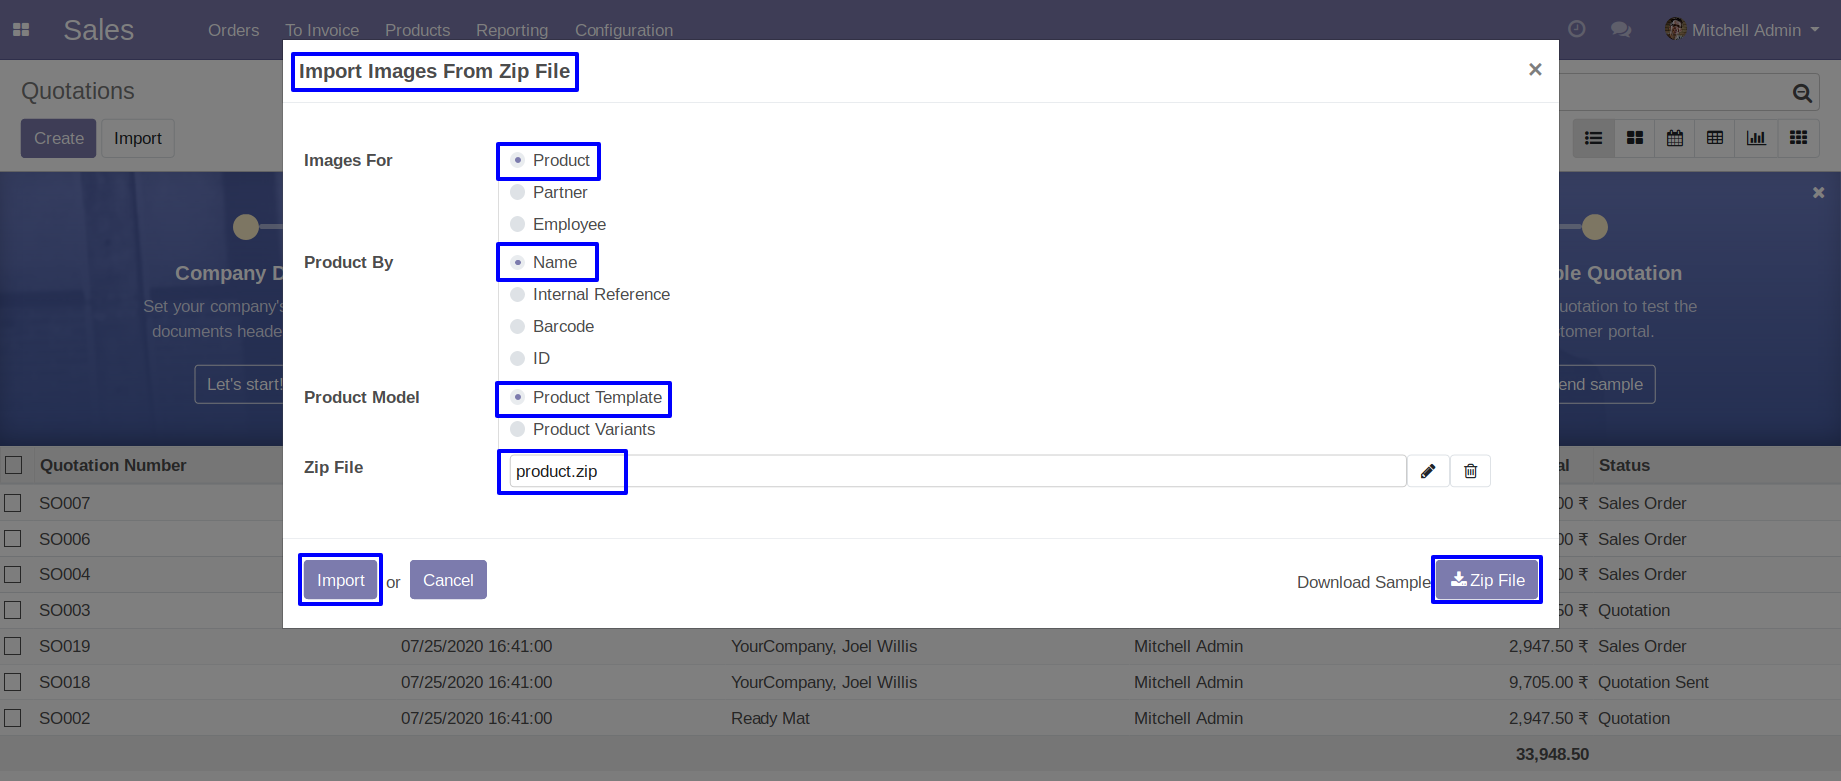 Sales Orders To Invoice Products Reporting Configuration Mitchell Admin
Import Images From Zip File ×
Quotations
Create Import
Images For Product
Partner
Employee
Product By Name
Internal Reference
Barcode
ID
Product Model Product Template
Product Variants
Zip File product.zip
Import or Cancel Download Sample Zip File
Company D
Set your company's
documents heade
Let's start!
ole Quotation
uotation to test the
tomer portal.
end sample
Quotation Number al Status
SO007 00 ₹ Sales Order
SO006 00 ₹ Sales Order
SO004 00 ₹ Sales Order
SO003 50 ₹ Quotation
SO019 07/25/2020 16:41:00 YourCompany, Joel Willis Mitchell Admin 2,947.50 ₹ Sales Order
SO018 07/25/2020 16:41:00 YourCompany, Joel Willis Mitchell Admin 9,705.00 ₹ Quotation Sent
SO002 07/25/2020 16:41:00 Ready Mat Mitchell Admin 2,947.50 ₹ Quotation
33,948.50